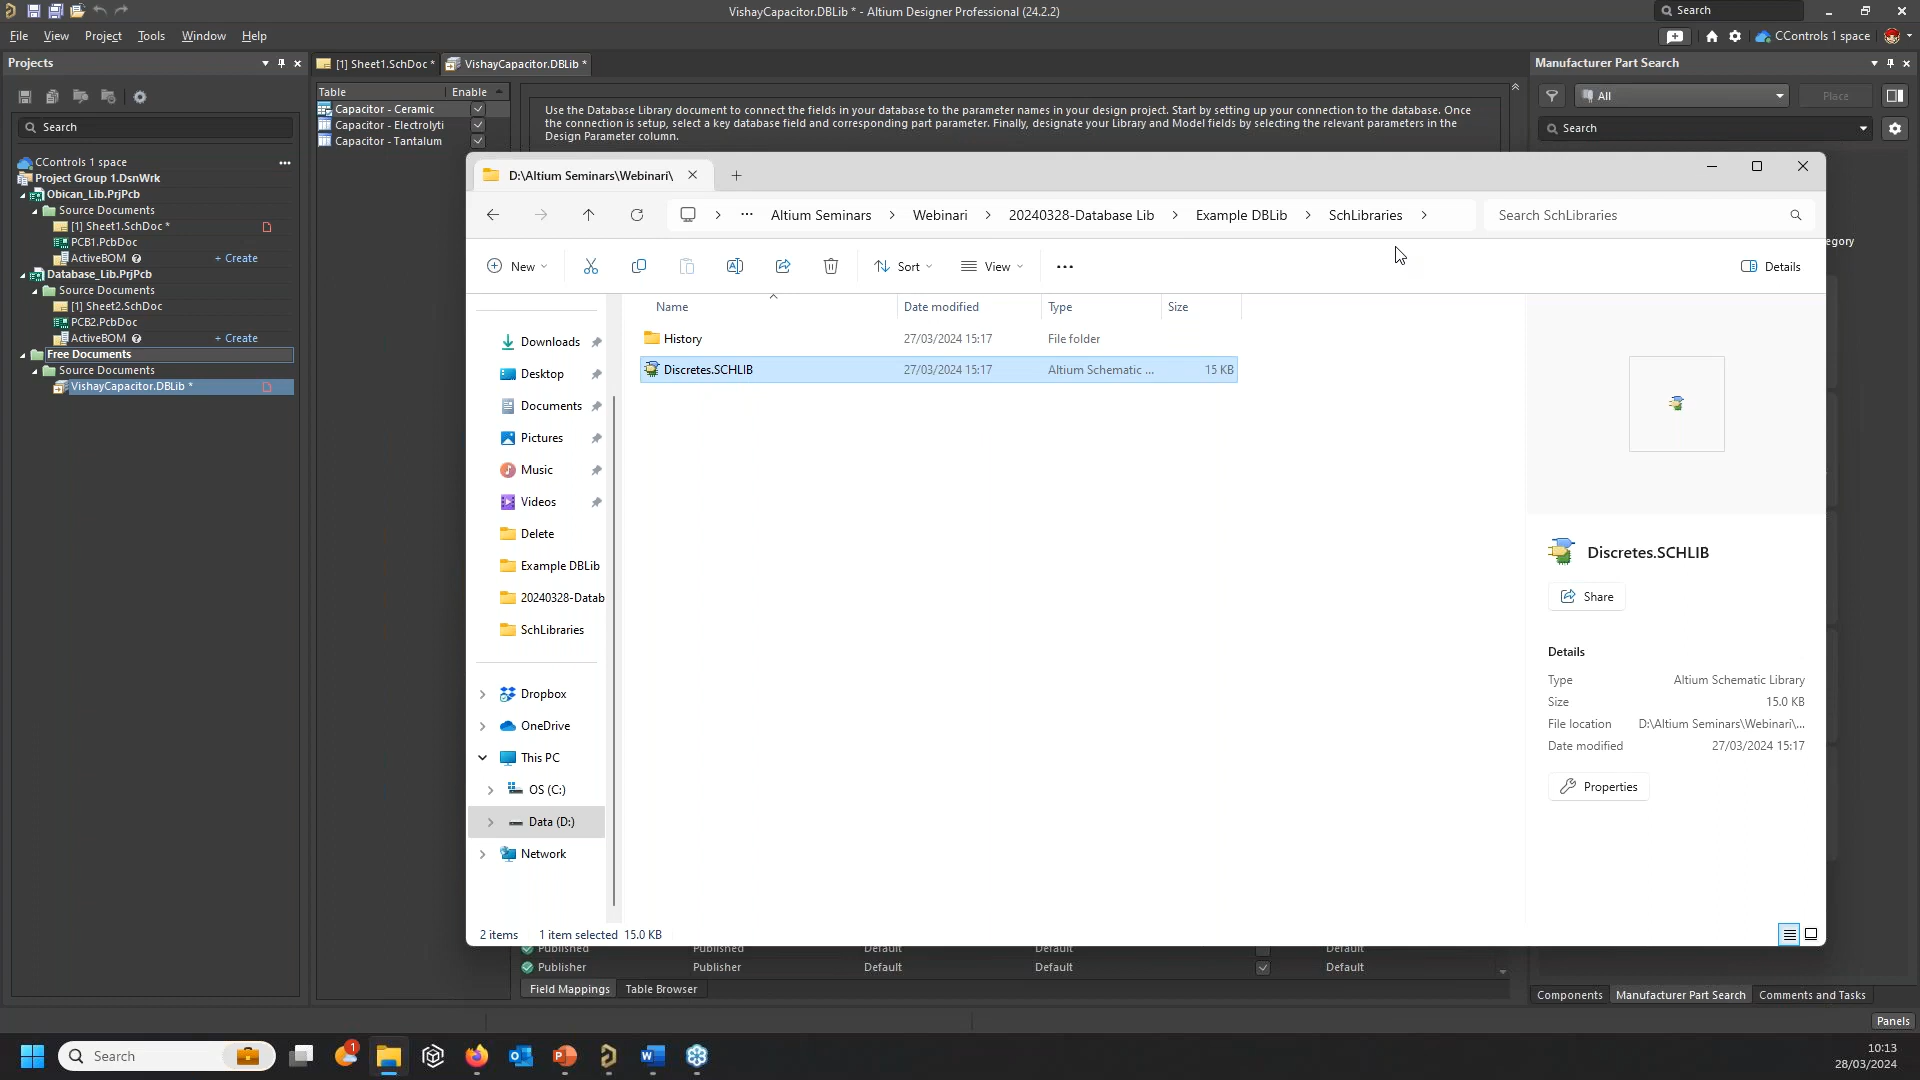 VishayCapacitor.DBLib * - Altium Designer Professional (24.2.2)
Search
File View Project Tools Window Help
CControls 1 space
Projects
[1] Sheet1.SchDoc *
VishayCapacitor.DBLib *
Manufacturer Part Search
Table
Enable
Capacitor - Ceramic
Capacitor - Electrolyti
Capacitor - Tantalum
Use the Database Library document to connect the fields in your database to the parameter names in your design project. Start by setting up your connection to the database. Once
the connection is setup, select a key database field and corresponding part parameter. Finally, designate your Library and Model fields by selecting the relevant parameters in the
Design Parameter column.
All
Place
Search
Search
CControls 1 space
Project Group 1.DsnWrk
Obican_Lib.PrjPcb
Source Documents
[1] Sheet1.SchDoc *
PCB1.PcbDoc
ActiveBOM
+ Create
Database_Lib.PrjPcb
Source Documents
[1] Sheet2.SchDoc
PCB2.PcbDoc
ActiveBOM
+ Create
Free Documents
Source Documents
VishayCapacitor.DBLib *
D:\Altium Seminars\Webinari\
Altium Seminars > Webinari > 20240328-Database Lib > Example DBLib > SchLibraries >
Search SchLibraries
egory
New
Sort
View
Details
Name
Date modified
Type
Size
History
27/03/2024 15:17
File folder
Discretes.SCHLIB
27/03/2024 15:17
Altium Schematic ...
15 KB
Downloads
Desktop
Documents
Pictures
Music
Videos
Delete
Example DBLib
20240328-Datab
SchLibraries
Dropbox
OneDrive
This PC
OS (C:)
Data (D:)
Network
Discretes.SCHLIB
Share
Details
Type
Altium Schematic Library
Size
15.0 KB
File location
D:\Altium Seminars\Webinari\...
Date modified
27/03/2024 15:17
Properties
2 items
1 item selected 15.0 KB
Published Published Default Default Default
Publisher Publisher Default Default Default
Field Mappings
Table Browser
Components
Manufacturer Part Search
Comments and Tasks
Panels
Search
1
10:13
28/03/2024